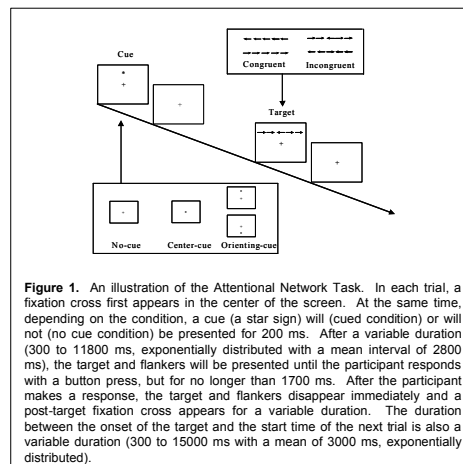 Cue
Congruent Incongruent
Target
No-cue Center-cue Orienting-cue
Figure 1. An illustration of the Attentional Network Task. In each trial, a
fixation cross first appears in the center of the screen. At the same time,
depending on the condition, a cue (a star sign) will (cued condition) or will
not (no cue condition) be presented for 200 ms. After a variable duration
(300 to 11800 ms, exponentially distributed with a mean interval of 2800
ms), the target and flankers will be presented until the participant responds
with a button press, but for no longer than 1700 ms. After the participant
makes a response, the target and flankers disappear immediately and a
post-target fixation cross appears for a variable duration. The duration
between the onset of the target and the start time of the next trial is also a
variable duration (300 to 15000 ms with a mean of 3000 ms, exponentially
distributed).